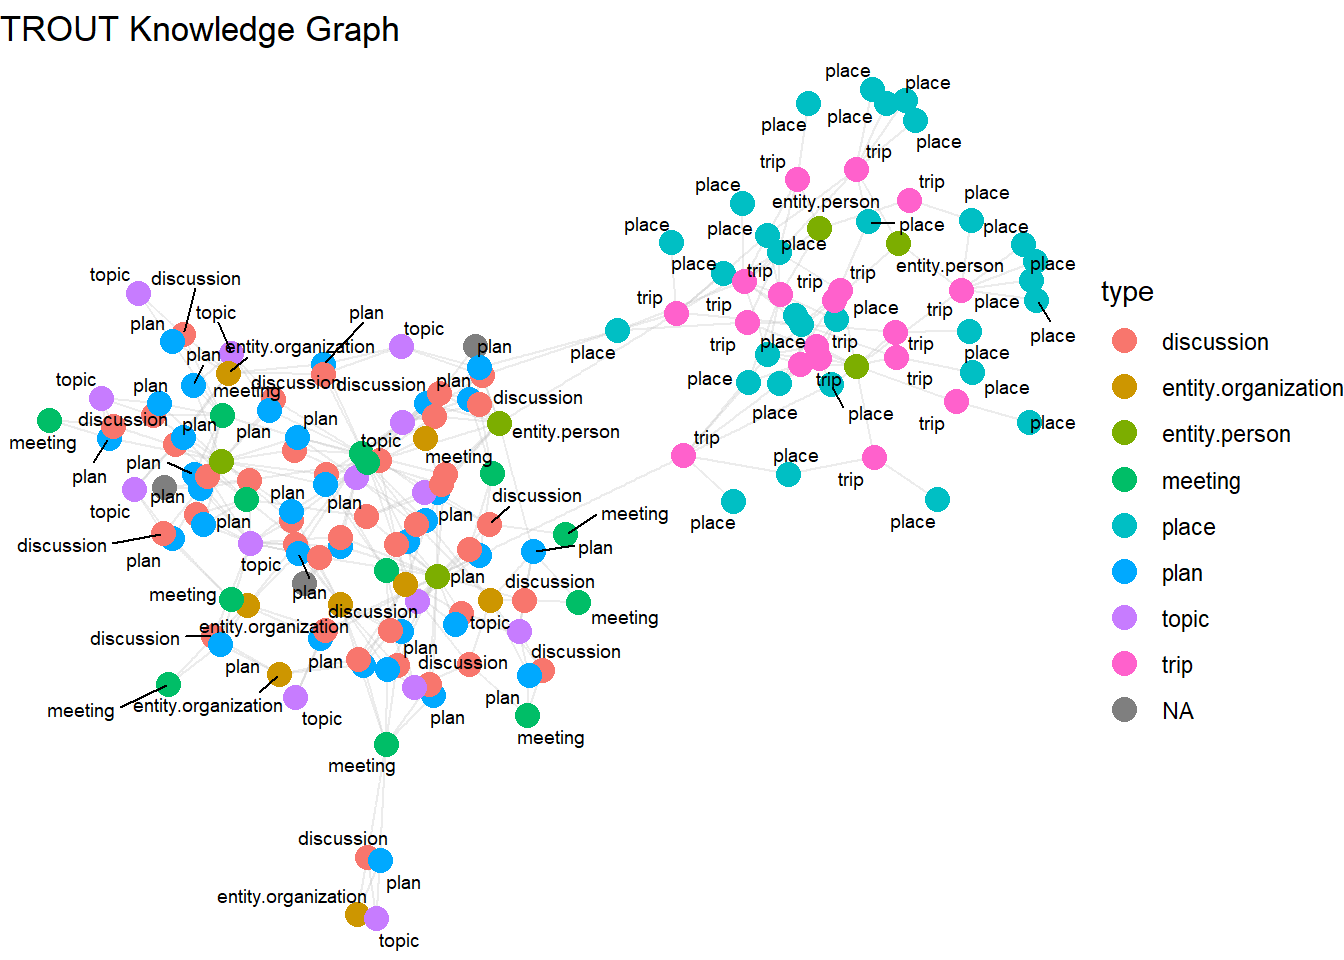 TROUT Knowledge Graph
place
place
place
place
place
trip
trip
trip
place
place
entity.person
place
place
place
place
place
place
entity.person
trip
trip
trip
place
trip
trip
trip
place
place
place
place
place
trip
place
trip
trip
place
place
trip
trip
place
place
place
trip
place
trip
place
place
place
type
discussion
entity.organization
entity.person
meeting
place
plan
topic
trip
NA
topic
discussion
topic
plan
plan
topic
plan
entity.organization
plan
topic
plan
meeting
discussion
discussion
plan
discussion
discussion
plan
plan
plan
meeting
entity.person
topic
meeting
plan
plan
plan
plan
plan
discussion
topic
plan
plan
plan
meeting
discussion
plan
topic
plan
plan
plan
discussion
meeting
discussion
topic
meeting
discussion
entity.organization
plan
plan
plan
discussion
discussion
meeting
entity.organization
topic
plan
plan
meeting
meeting
discussion
plan
entity.organization
topic